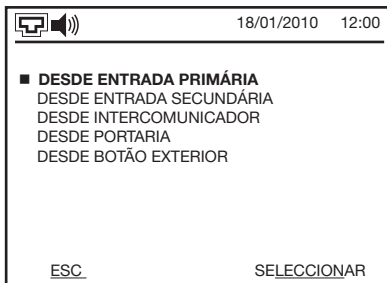 18/01/2010 12:00
DESDE ENTRADA PRIMÁRIA
DESDE ENTRADA SECUNDÁRIA
DESDE INTERCOMUNICADOR
DESDE PORTARIA
DESDE BOTÃO EXTERIOR
ESC SELECCIONAR